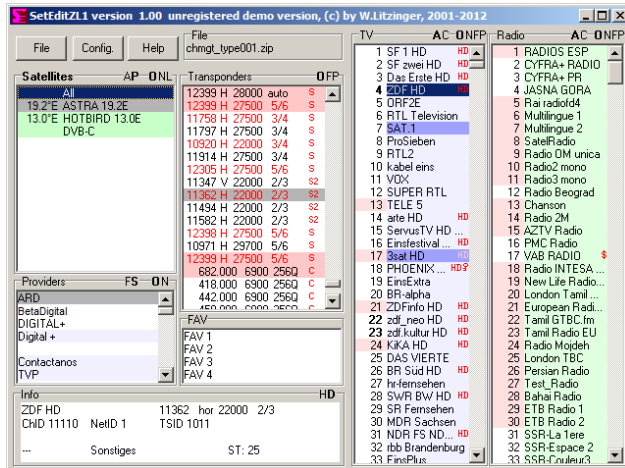 SetEditZL1 version 1.00 unregistered demo version, (c) by W.Litzinger, 2001-2012
File Config. Help
File
chmgt_type001.zip
Satellites AP ONL
All
19.2°E ASTRA 19.2E
13.0°E HOTBIRD 13.0E
DVB-C
Transponders OFP
12399 H 28000 auto S
12399 H 27500 5/6 S
11758 H 27500 3/4 S
11797 H 27500 3/4 S
10920 H 22000 3/4 S
11914 H 27500 3/4 S
12305 H 27500 5/6 S
11347 V 22000 2/3 S2
11362 H 22000 2/3 S2
11494 H 22000 2/3 S2
11582 H 22000 2/3 S2
12398 H 27500 5/6 S
10971 H 29700 5/6 S
12399 H 27500 5/6 S
682.000 6900 256Q C
418.000 6900 256Q C
442.000 6900 256Q C
450.000 6900 256Q C
Providers FS ON
ARD
BetaDigital
DIGITAL+
Digital +
Contactanos
TVP
FAV
FAV 1
FAV 2
FAV 3
FAV 4
Info HD
ZDF HD 11362 hor 22000 2/3
ChID 11110 NetID 1 TSID 1011
--- Sonstiges ST: 25
TV AC ONFP
1 SF 1 HD HD
2 SF zwei HD HD
3 Das Erste HD HD
4 ZDF HD HD
5 ORF2E
6 RTL Television
7 SAT.1
8 ProSieben
9 RTL2
10 kabel eins
11 VOX
12 SUPER RTL
13 TELE 5
14 arte HD HD
15 ServusTV HD ...
16 Einsfestival ... HD
17 3sat HD HD
18 PHOENIX ... HD?
19 EinsExtra
20 BR-alpha
21 ZDFinfo HD HD
22 zdf_neo HD HD
23 zdf.kultur HD HD
24 KiKA HD HD
25 DAS VIERTE
26 BR Süd HD HD
27 hr-fernsehen
28 SWR BW HD HD
29 SR Fernsehen
30 MDR Sachsen
31 NDR FS ND... HD
32 rbb Brandenburg
33 EinsPlus
Radio AC ONFP
1 RADIOS ESP
2 CYFRA+ RADIO
3 CYFRA+ PR
4 JASNA GORA
5 Rai radiofd4
6 Multilingue 1
7 Multilingue 2
8 SatelRadio
9 Radio OM unica
10 Radio2 mono
11 Radio3 mono
12 Radio Beograd
13 Chanson
14 Radio 2M
15 AZTV Radio
16 PMC Radio
17 VAB RADIO $
18 Radio INTESA ...
19 New Life Radio...
20 London Tamil ...
21 European Radi...
22 Tamil GTBC.fm
23 Tamil Radio EU
24 Radio Mojdeh
25 London TBC
26 Persian Radio
27 Test_Radio
28 Bahai Radio
29 ETB Radio 1
30 ETB Radio 2
31 SSR-La 1ere
32 SSR-Espace 2
33 SSR-Couleur3